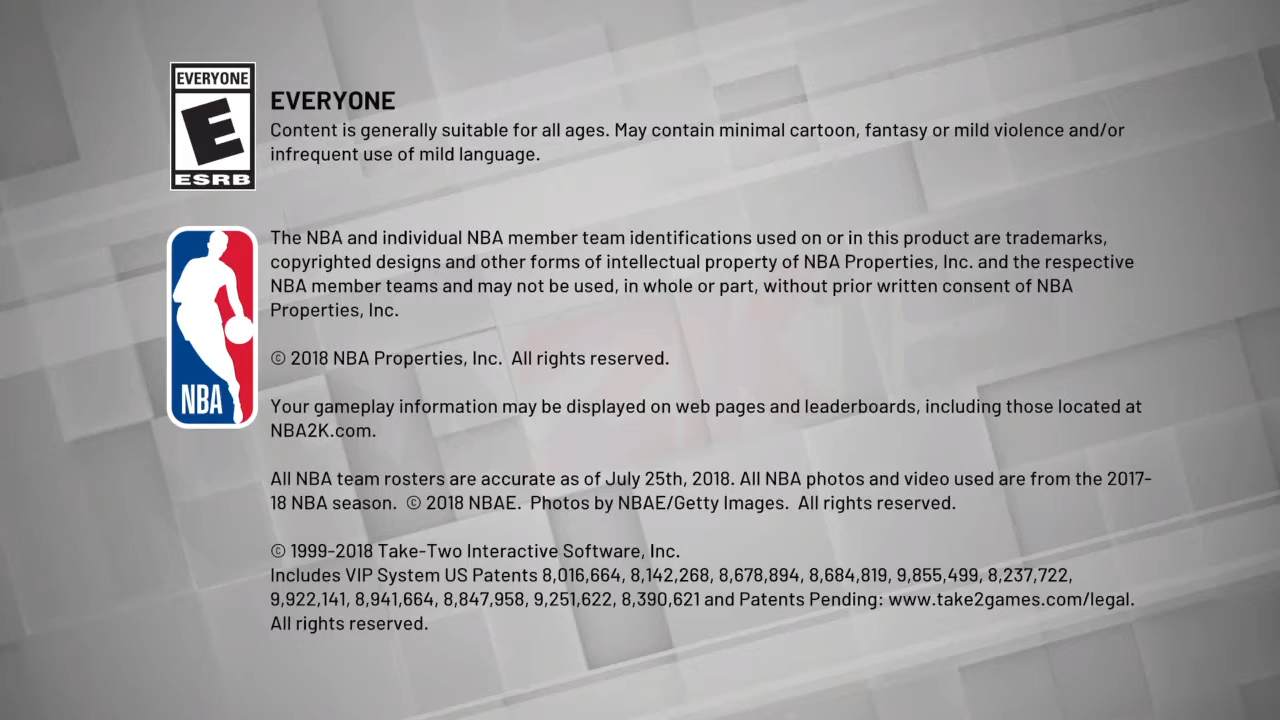 EVERYONE
E
ESRB
EVERYONE
Content is generally suitable for all ages. May contain minimal cartoon, fantasy or mild violence and/or
infrequent use of mild language.
The NBA and individual NBA member team identifications used on or in this product are trademarks,
copyrighted designs and other forms of intellectual property of NBA Properties, Inc. and the respective
NBA member teams and may not be used, in whole or part, without prior written consent of NBA
Properties, Inc.
NBA
© 2018 NBA Properties, Inc.  All rights reserved.
Your gameplay information may be displayed on web pages and leaderboards, including those located at
NBA2K.com.
All NBA team rosters are accurate as of July 25th, 2018. All NBA photos and video used are from the 2017-
18 NBA season.  © 2018 NBAE.  Photos by NBAE/Getty Images.  All rights reserved.
© 1999-2018 Take-Two Interactive Software, Inc.
Includes VIP System US Patents 8,016,664, 8,142,268, 8,678,894, 8,684,819, 9,855,499, 8,237,722,
9,922,141, 8,941,664, 8,847,958, 9,251,622, 8,390,621 and Patents Pending: www.take2games.com/legal.
All rights reserved.
2K